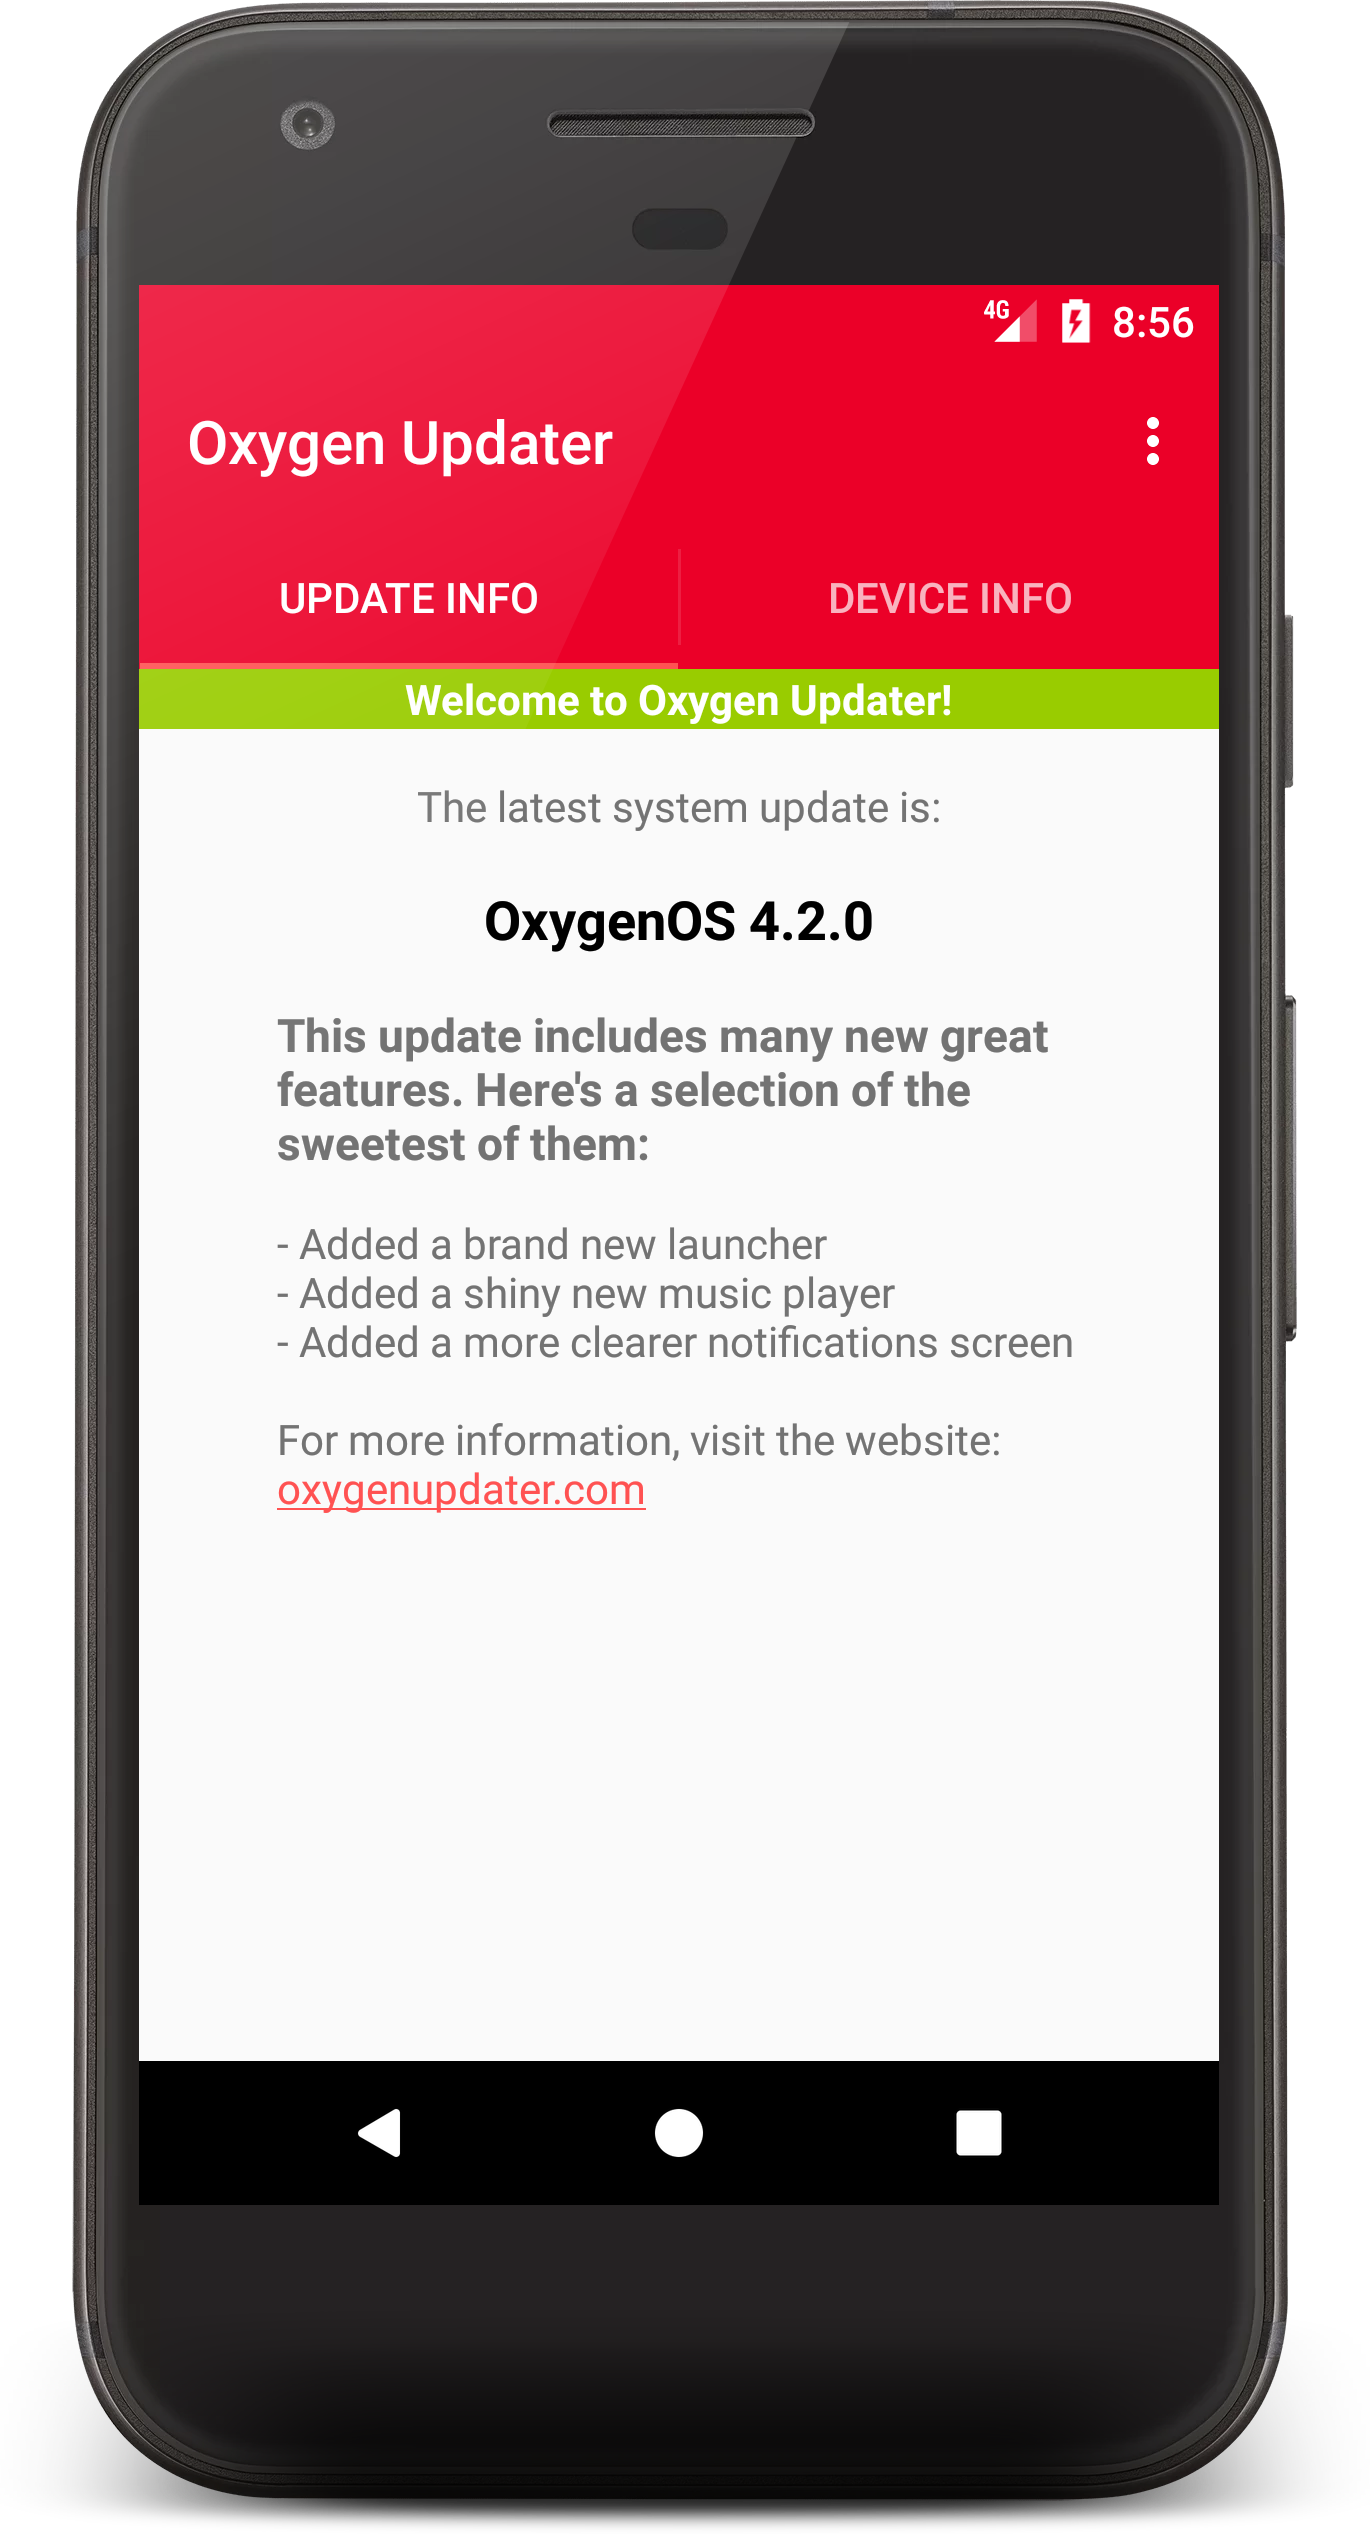 4G 8:56
Oxygen Updater
UPDATE INFO DEVICE INFO
Welcome to Oxygen Updater!
The latest system update is:
OxygenOS 4.2.0
This update includes many new great
features. Here's a selection of the
sweetest of them:
- Added a brand new launcher
- Added a shiny new music player
- Added a more clearer notifications screen
For more information, visit the website:
oxygenupdater.com